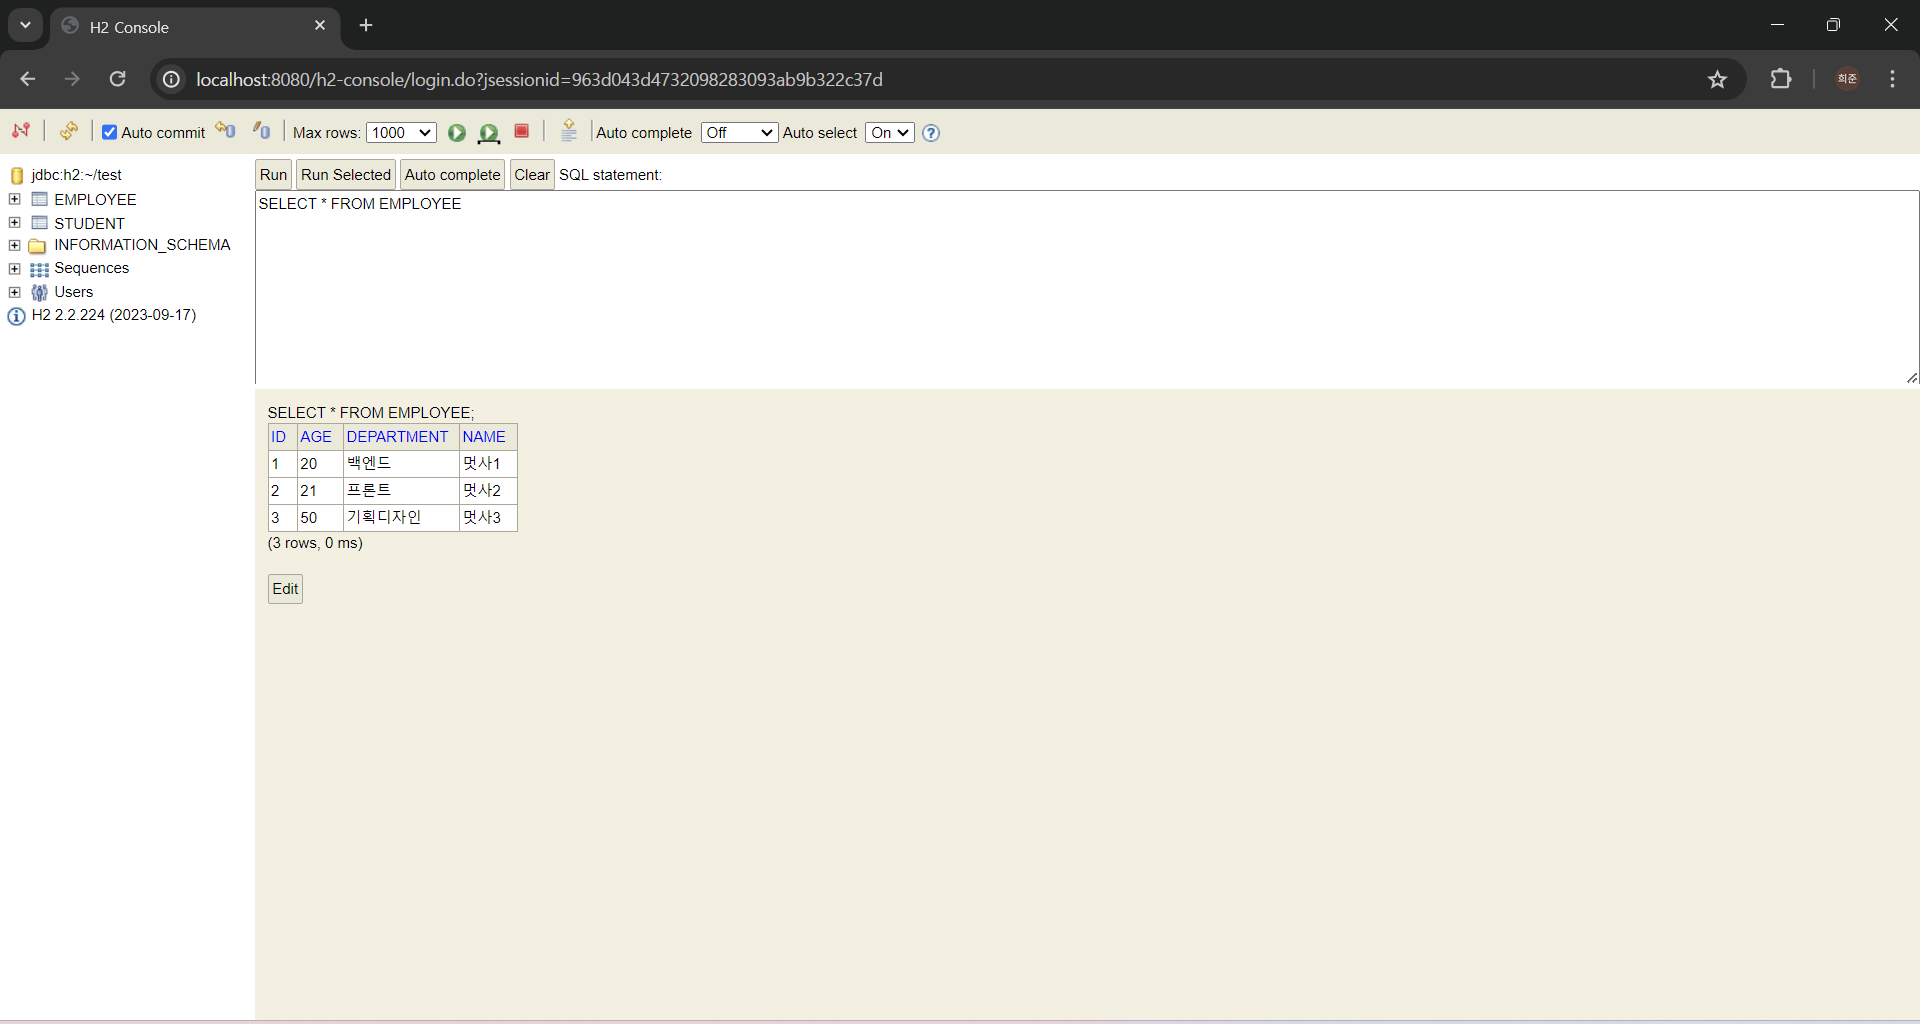 H2 Console
localhost:8080/h2-console/login.do?jsessionid=963d043d4732098283093ab9b322c37d
희준
Auto commit Max rows: 1000 Auto complete Off Auto select On
jdbc:h2:~/test
EMPLOYEE
STUDENT
INFORMATION_SCHEMA
Sequences
Users
H2 2.2.224 (2023-09-17)
Run Run Selected Auto complete Clear SQL statement:
SELECT * FROM EMPLOYEE
SELECT * FROM EMPLOYEE;
ID AGE DEPARTMENT NAME
1 20 백엔드 멋사1
2 21 프론트 멋사2
3 50 기획디자인 멋사3
(3 rows, 0 ms)
Edit